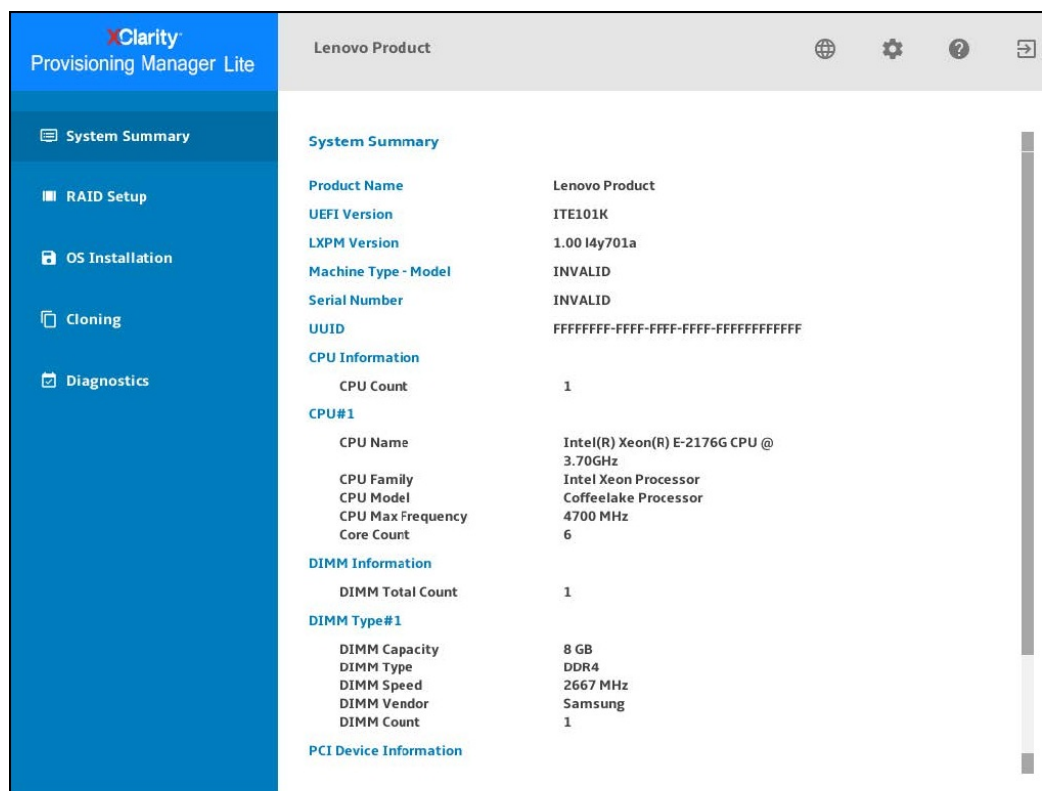 XClarity
Provisioning Manager Lite
Lenovo Product
System Summary
RAID Setup
OS Installation
Cloning
Diagnostics
System Summary
Product Name Lenovo Product
UEFI Version ITE101K
LXPM Version 1.00 l4y701a
Machine Type - Model INVALID
Serial Number INVALID
UUID FFFFFFFF-FFFF-FFFF-FFFF-FFFFFFFFFFFF
CPU Information
CPU Count 1
CPU#1
CPU Name Intel(R) Xeon(R) E-2176G CPU @
3.70GHz
CPU Family Intel Xeon Processor
CPU Model Coffeelake Processor
CPU Max Frequency 4700 MHz
Core Count 6
DIMM Information
DIMM Total Count 1
DIMM Type#1
DIMM Capacity 8 GB
DIMM Type DDR4
DIMM Speed 2667 MHz
DIMM Vendor Samsung
DIMM Count 1
PCI Device Information